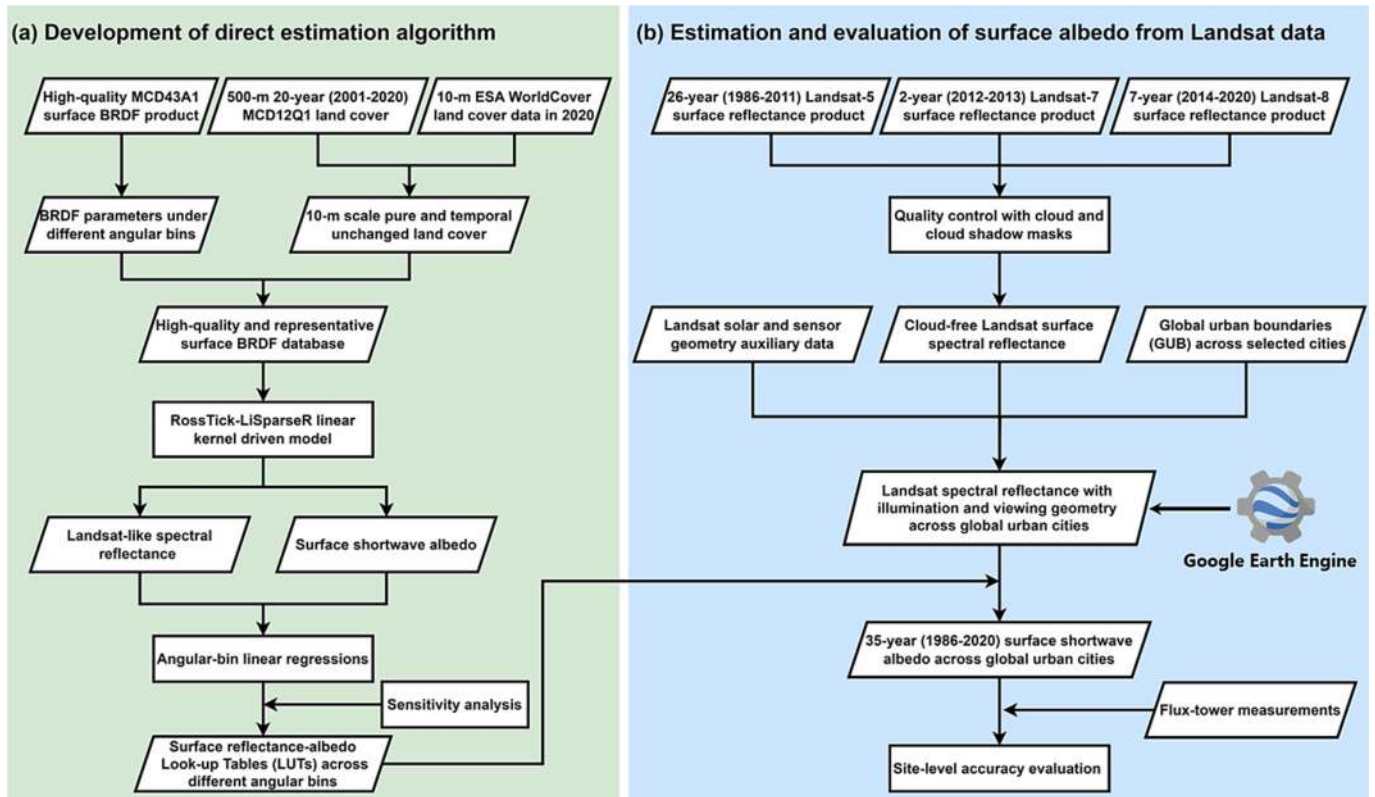 (a) Development of direct estimation algorithm
High-quality MCD43A1
surface BRDF product
500-m 20-year (2001-2020)
MCD12Q1 land cover
10-m ESA WorldCover
land cover data in 2020
BRDF parameters under
different angular bins
10-m scale pure and temporal
unchanged land cover
High-quality and representative
surface BRDF database
RossTick-LiSparseR linear
kernel driven model
Landsat-like spectral
reflectance
Surface shortwave albedo
Angular-bin linear regressions
Sensitivity analysis
Surface reflectance-albedo
Look-up Tables (LUTs) across
different angular bins
(b) Estimation and evaluation of surface albedo from Landsat data
26-year (1986-2011) Landsat-5
surface reflectance product
2-year (2012-2013) Landsat-7
surface reflectance product
7-year (2014-2020) Landsat-8
surface reflectance product
Quality control with cloud and
cloud shadow masks
Landsat solar and sensor
geometry auxiliary data
Cloud-free Landsat surface
spectral reflectance
Global urban boundaries
(GUB) across selected cities
Landsat spectral reflectance with
illumination and viewing geometry
across global urban cities
Google Earth Engine
35-year (1986-2020) surface shortwave
albedo across global urban cities
Flux-tower measurements
Site-level accuracy evaluation